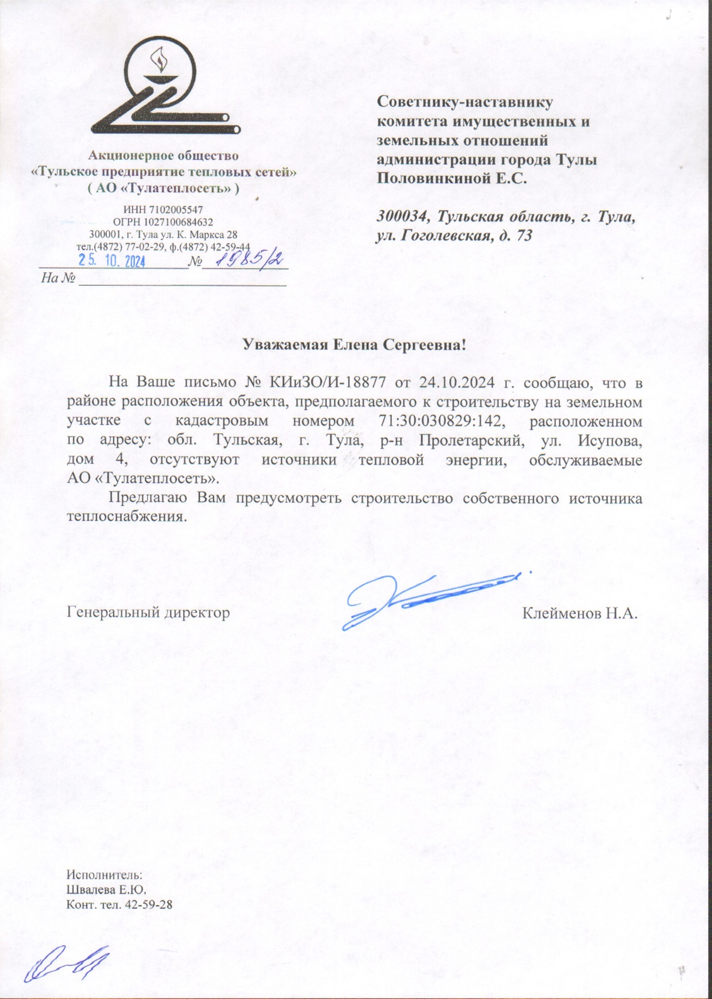 Акционерное общество
«Тульское предприятие тепловых сетей»
( АО «Тулатеплосеть» )
ИНН 7102005547
ОГРН 1027100684632
300001, г. Тула ул. К. Маркса 28
тел.(4872) 77-02-29, ф.(4872) 42-59-44
25. 10. 2024 № 1985/2
На №
Советнику-наставнику
комитета имущественных и
земельных отношений
администрации города Тулы
Половинкиной Е.С.
300034, Тульская область, г. Тула,
ул. Гоголевская, д. 73
Уважаемая Елена Сергеевна!
На Ваше письмо № КИиЗО/И-18877 от 24.10.2024 г. сообщаю, что в
районе расположения объекта, предполагаемого к строительству на земельном
участке с кадастровым номером 71:30:030829:142, расположенном
по адресу: обл. Тульская, г. Тула, р-н Пролетарский, ул. Исупова,
дом 4, отсутствуют источники тепловой энергии, обслуживаемые
АО «Тулатеплосеть».
Предлагаю Вам предусмотреть строительство собственного источника
теплоснабжения.
Генеральный директор Клейменов Н.А.
Исполнитель:
Швалева Е.Ю.
Конт. тел. 42-59-28